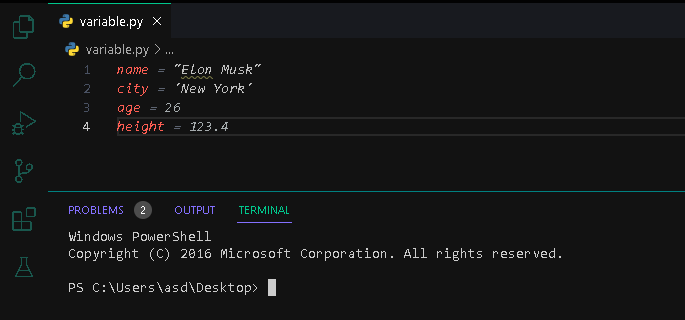 variable.py ×
variable.py > ...
1 name = "Elon Musk"
2 city = 'New York'
3 age = 26
4 height = 123.4
PROBLEMS 2 OUTPUT TERMINAL
Windows PowerShell
Copyright (C) 2016 Microsoft Corporation. All rights reserved.
PS C:\Users\asd\Desktop>